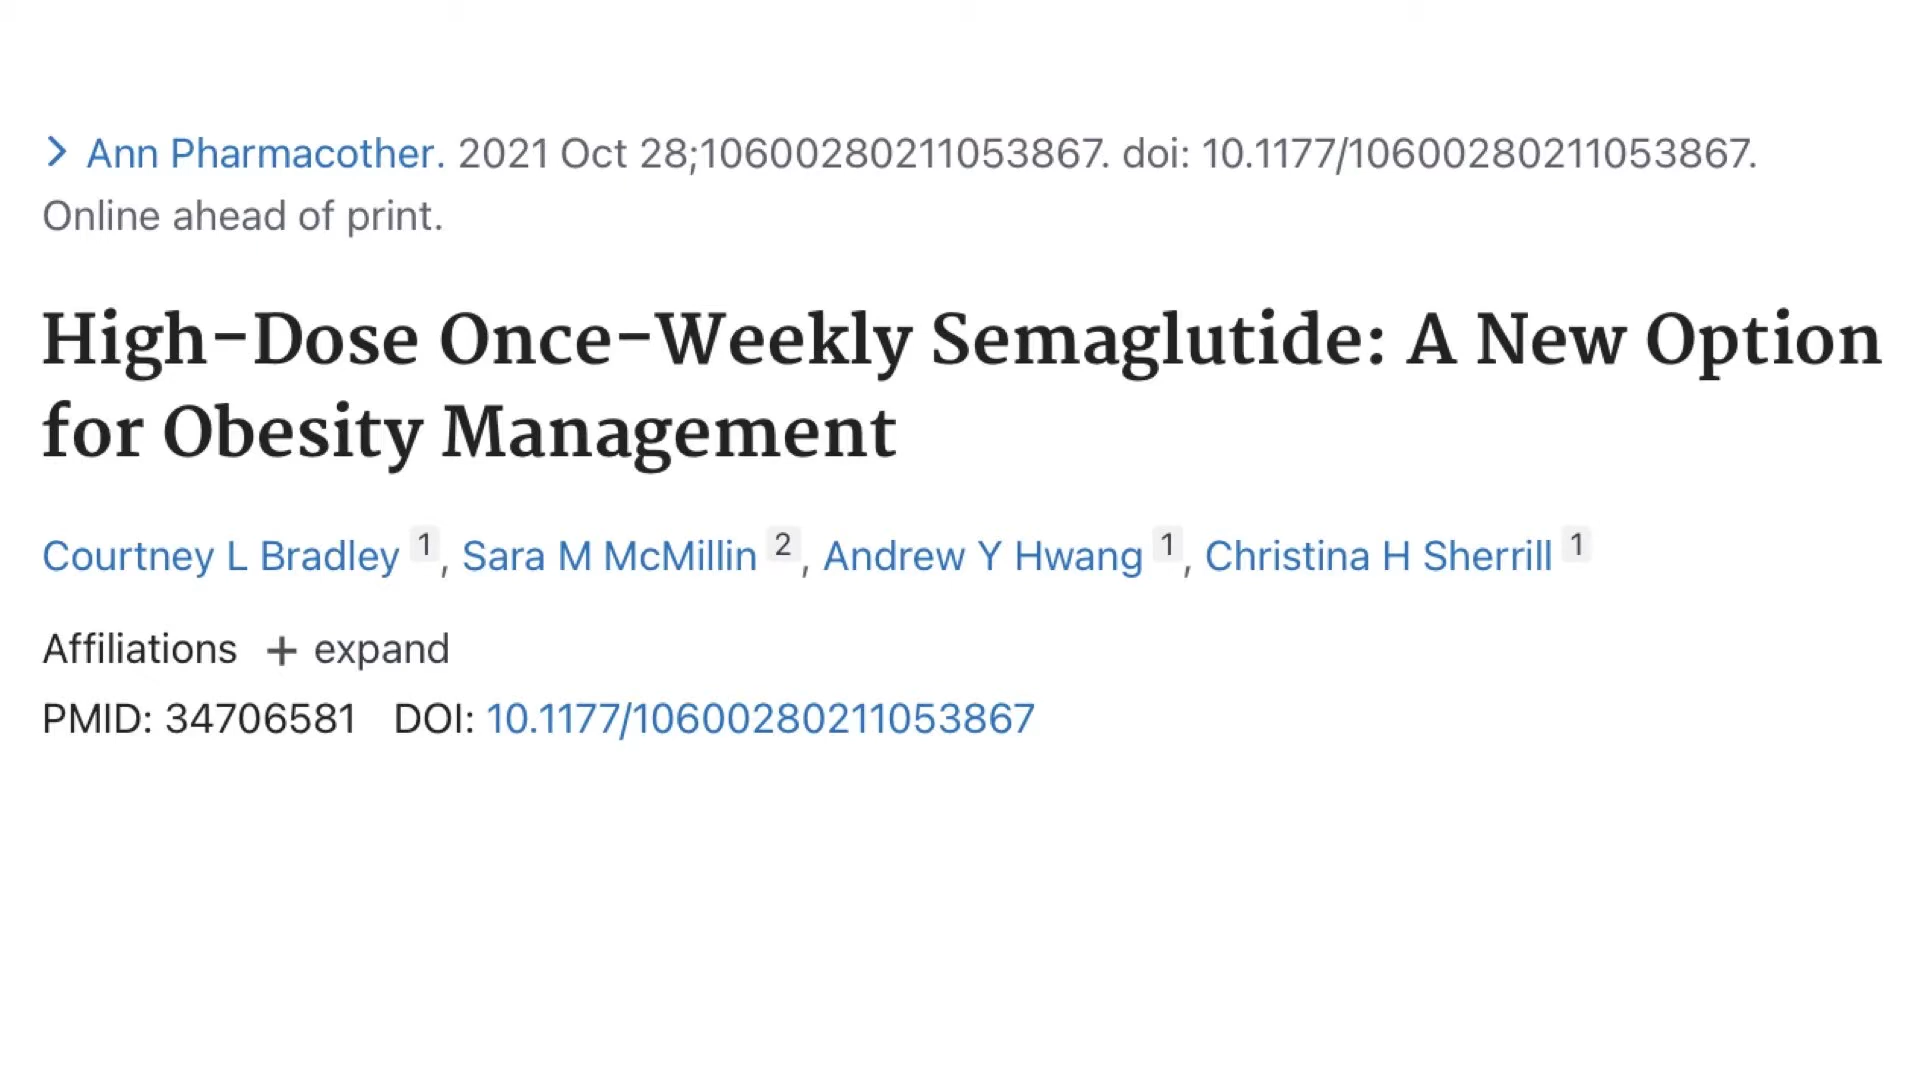 > Ann Pharmacother. 2021 Oct 28;10600280211053867. doi: 10.1177/10600280211053867.
Online ahead of print.
High-Dose Once-Weekly Semaglutide: A New Option
for Obesity Management
Courtney L Bradley 1, Sara M McMillin 2, Andrew Y Hwang 1, Christina H Sherrill 1
Affiliations + expand
PMID: 34706581 DOI: 10.1177/10600280211053867